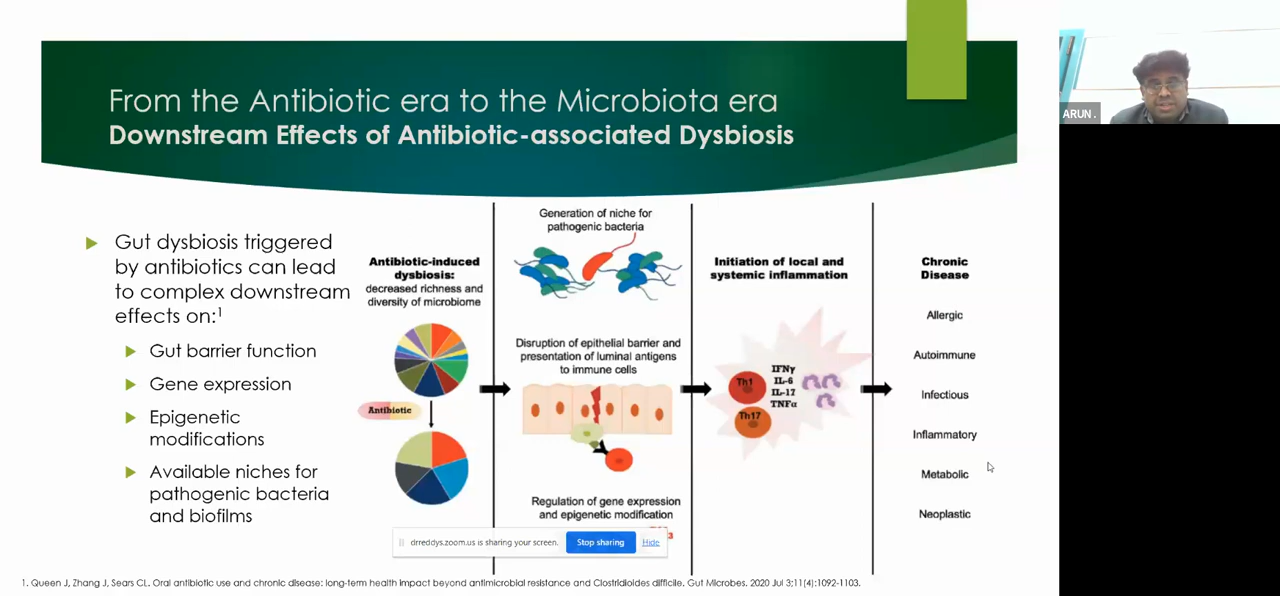 From the Antibiotic era to the Microbiota era
Downstream Effects of Antibiotic-associated Dysbiosis
ARUN .
Gut dysbiosis triggered
by antibiotics can lead
to complex downstream
effects on:¹
Gut barrier function
Gene expression
Epigenetic
modifications
Available niches for
pathogenic bacteria
and biofilms
Antibiotic-induced
dysbiosis:
decreased richness and
diversity of microbiome
Antibiotic
Generation of niche for
pathogenic bacteria
Disruption of epithelial barrier and
presentation of luminal antigens
to immune cells
Regulation of gene expression
and epigenetic modification
Initiation of local and
systemic inflammation
Th1
Th17
IFNγ
IL-6
IL-17
TNFα
Chronic
Disease
Allergic
Autoimmune
Infectious
Inflammatory
Metabolic
Neoplastic
drreddys.zoom.us is sharing your screen.
Stop sharing
Hide
1. Queen J, Zhang J, Sears CL. Oral antibiotic use and chronic disease: long-term health impact beyond antimicrobial resistance and Clostridioides difficile. Gut Microbes. 2020 Jul 3;11(4):1092-1103.